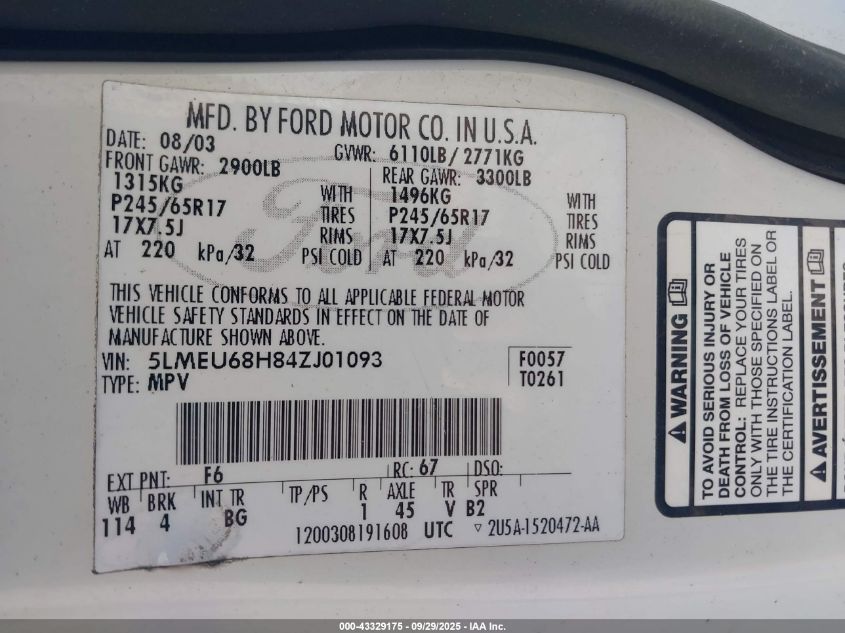 MFD. BY FORD MOTOR CO. IN U.S.A.
DATE: 08/03 GVWR: 6110LB/ 2771KG
FRONT GAWR: 2900LB REAR GAWR: 3300LB
1315KG WITH 1496KG WITH
P245/65R17 TIRES P245/65R17 TIRES
17X7.5J RIMS 17X7.5J RIMS
AT 220 kPa/32 PSI COLD AT 220 kPa/32 PSI COLD
Ford
THIS VEHICLE CONFORMS TO ALL APPLICABLE FEDERAL MOTOR
VEHICLE SAFETY STANDARDS IN EFFECT ON THE DATE OF
MANUFACTURE SHOWN ABOVE.
VIN: 5LMEU68H84ZJ01093 F0057
TYPE: MPV T0261
EXT PNT: F6 RC: 67 DSO:
WB BRK INT TR TP/PS R AXLE TR SPR
114 4 BG 1 45 V B2
1200308191608 UTC ▽ 2U5A-1520472-AA
⚠ WARNING
TO AVOID SERIOUS INJURY OR
DEATH FROM LOSS OF VEHICLE
CONTROL: REPLACE YOUR TIRES
ONLY WITH THOSE SPECIFIED ON
THE TIRE INSTRUCTIONS LABEL OR
THE CERTIFICATION LABEL.
⚠ AVERTISSEMENT
000-43329175 - 09/29/2025 - IAA Inc.